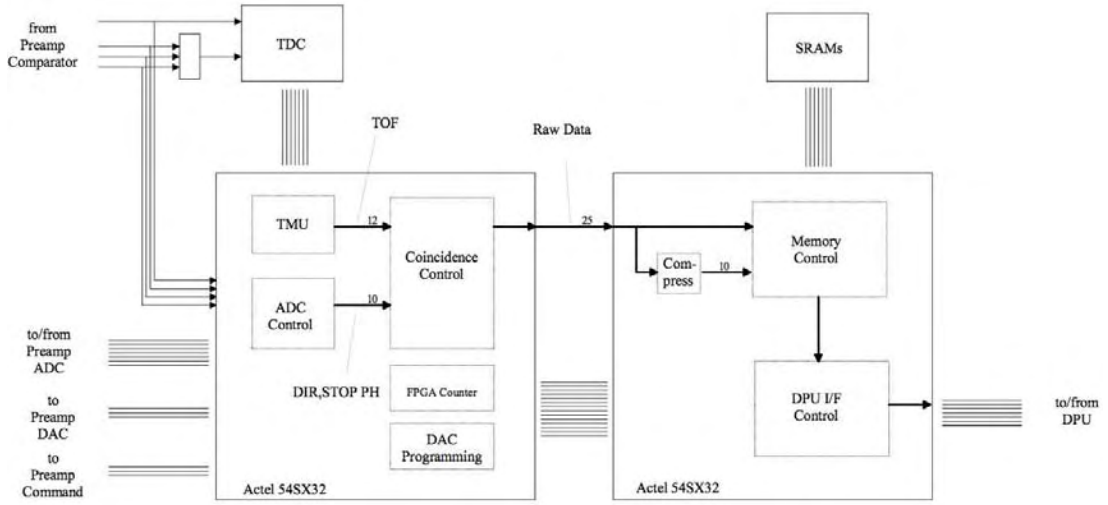 from
Preamp
Comparator
TDC
SRAMs
TOF
Raw Data
TMU
12
Coincidence
Control
25
Memory
Control
Com-
press
10
ADC
Control
10
to/from
Preamp
ADC
DIR,STOP PH
FPGA Counter
DPU I/F
Control
to
Preamp
DAC
to/from
DPU
DAC
Programming
to
Preamp
Command
Actel 54SX32
Actel 54SX32